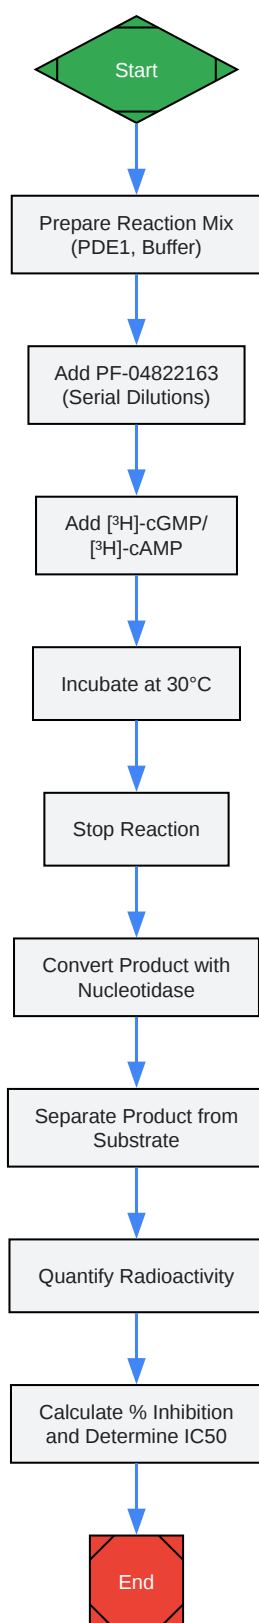 Start
Prepare Reaction Mix
(PDE1, Buffer)
Add PF-04822163
(Serial Dilutions)
Add [³H]-cGMP/
[³H]-cAMP
Incubate at 30°C
Stop Reaction
Convert Product with
Nucleotidase
Separate Product from
Substrate
Quantify Radioactivity
Calculate % Inhibition
and Determine IC50
End